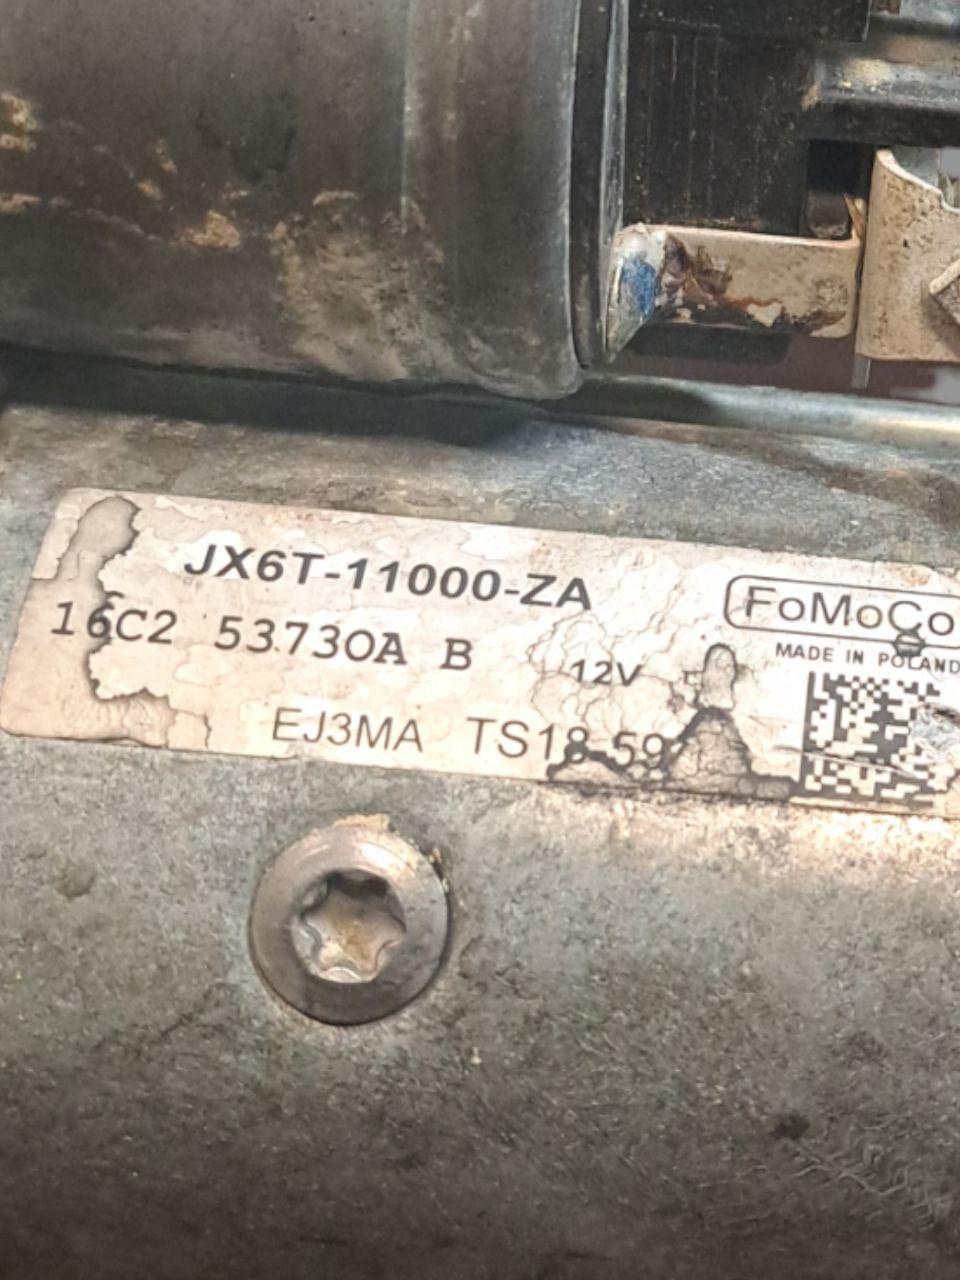 JX6T-11000-ZA
FoMoCo
16C2 53730A B
12V
MADE IN POLAND
EJ3MA TS18-59